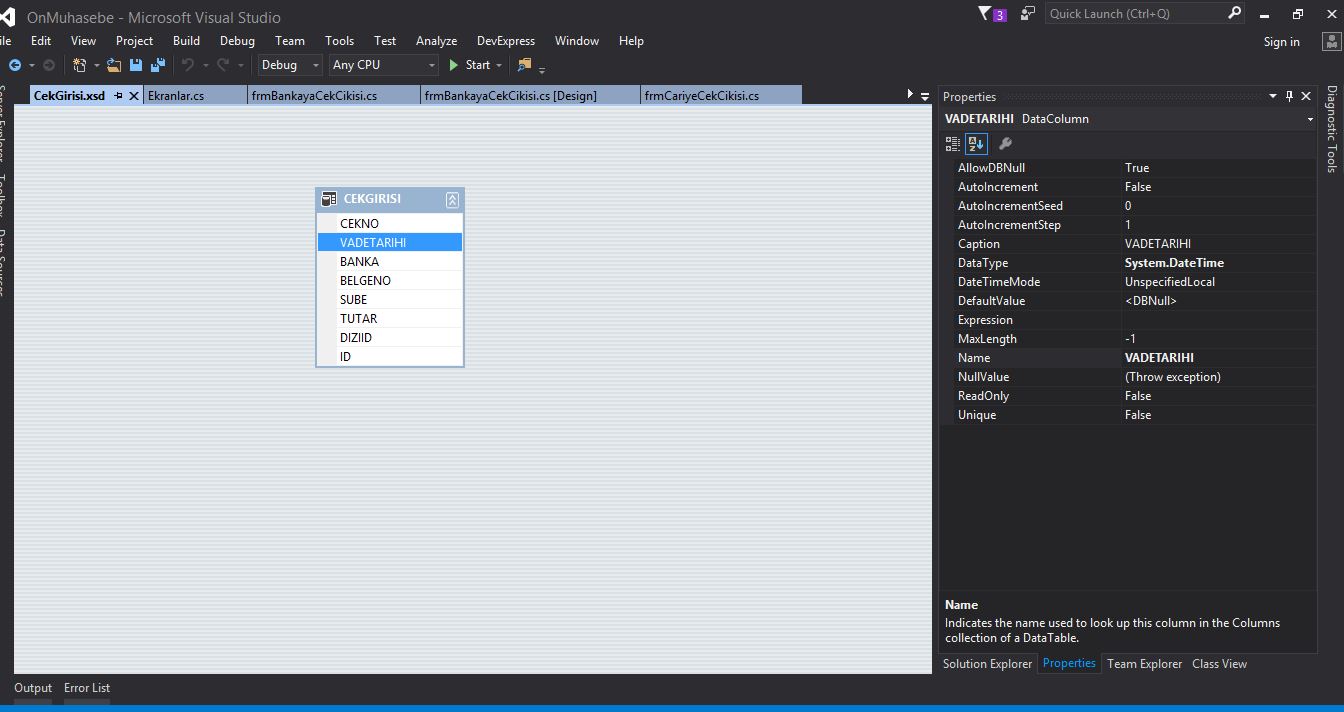 OnMuhasebe - Microsoft Visual Studio
3
Quick Launch (Ctrl+Q)
ile Edit View Project Build Debug Team Tools Test Analyze DevExpress Window Help
Sign in
Debug Any CPU Start
CekGirisi.xsd Ekranlar.cs frmBankayaCekCikisi.cs frmBankayaCekCikisi.cs [Design] frmCariyeCekCikisi.cs
Server Explorer
Toolbox
Data Sources
CEKGIRISI
CEKNO
VADETARIHI
BANKA
BELGENO
SUBE
TUTAR
DIZIID
ID
Properties
VADETARIHI DataColumn
AllowDBNull True
AutoIncrement False
AutoIncrementSeed 0
AutoIncrementStep 1
Caption VADETARIHI
DataType System.DateTime
DateTimeMode UnspecifiedLocal
DefaultValue <DBNull>
Expression
MaxLength -1
Name VADETARIHI
NullValue (Throw exception)
ReadOnly False
Unique False
Name
Indicates the name used to look up this column in the Columns
collection of a DataTable.
Solution Explorer Properties Team Explorer Class View
Diagnostic Tools
Output Error List